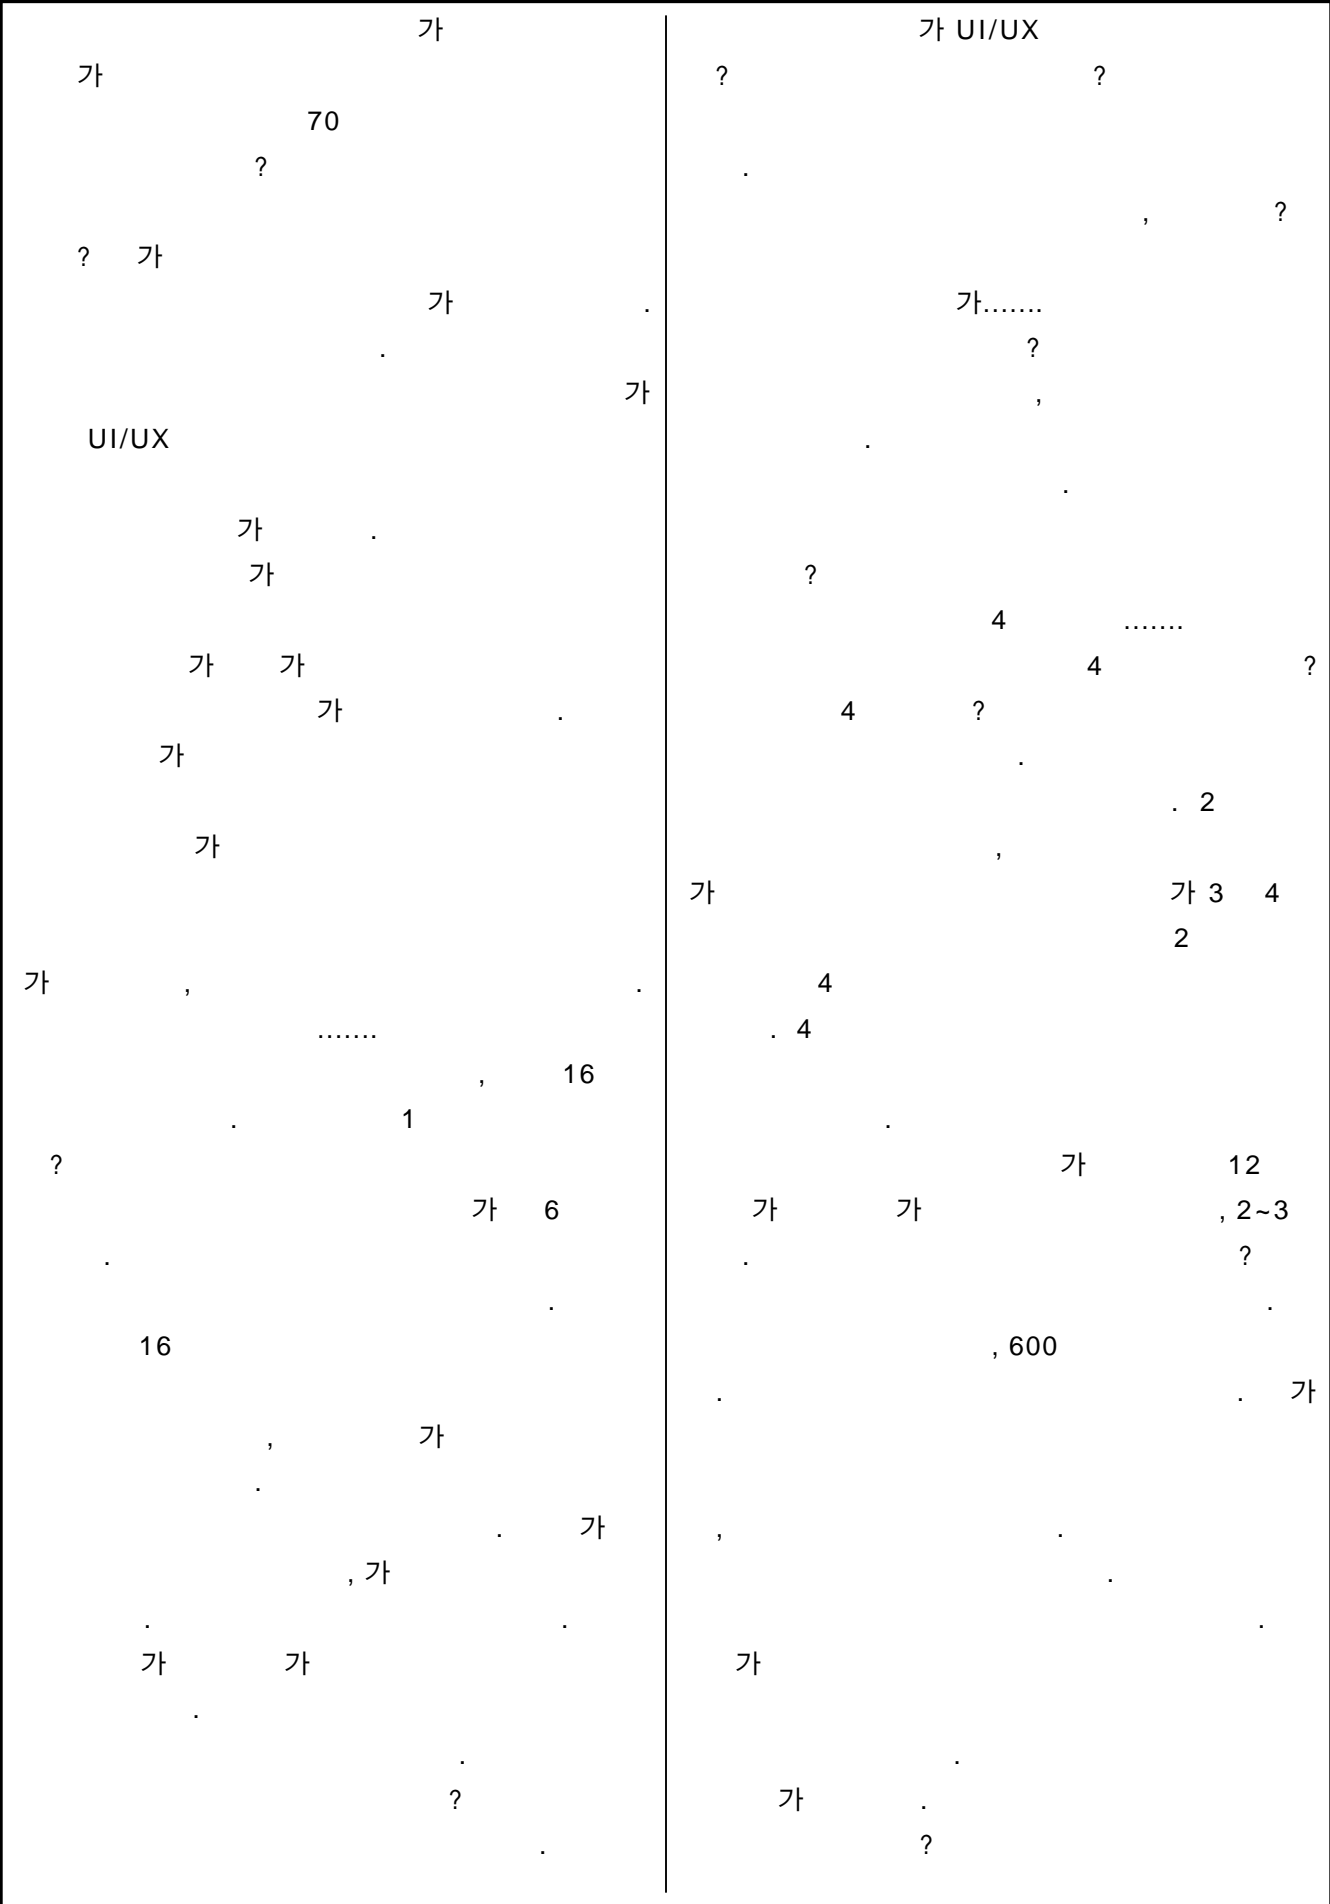 가
가
70
?
? 가
가 .
.
가
UI/UX
가 .
가
가 가
가 .
가
가
가 , .
.......
, 16
. 1
?
가 6
.
.
16
, 가
.
. 가
, 가
. .
가 가
.
.
?
.
가 UI/UX
? ?
.
, ?
가.......
?
,
.
.
?
4 .......
4 ?
4 ?
.
. 2
,
가 가 3 4
2
4
. 4
.
가 12
가 가 , 2~3
. ?
.
, 600
. . 가
, .
.
.
가
.
가 .
?